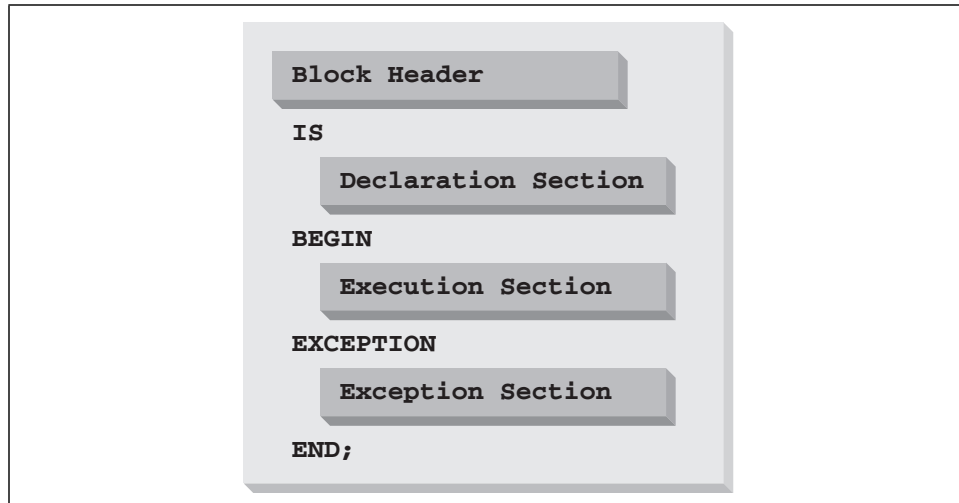 Block Header
IS
Declaration Section
BEGIN
Execution Section
EXCEPTION
Exception Section
END;